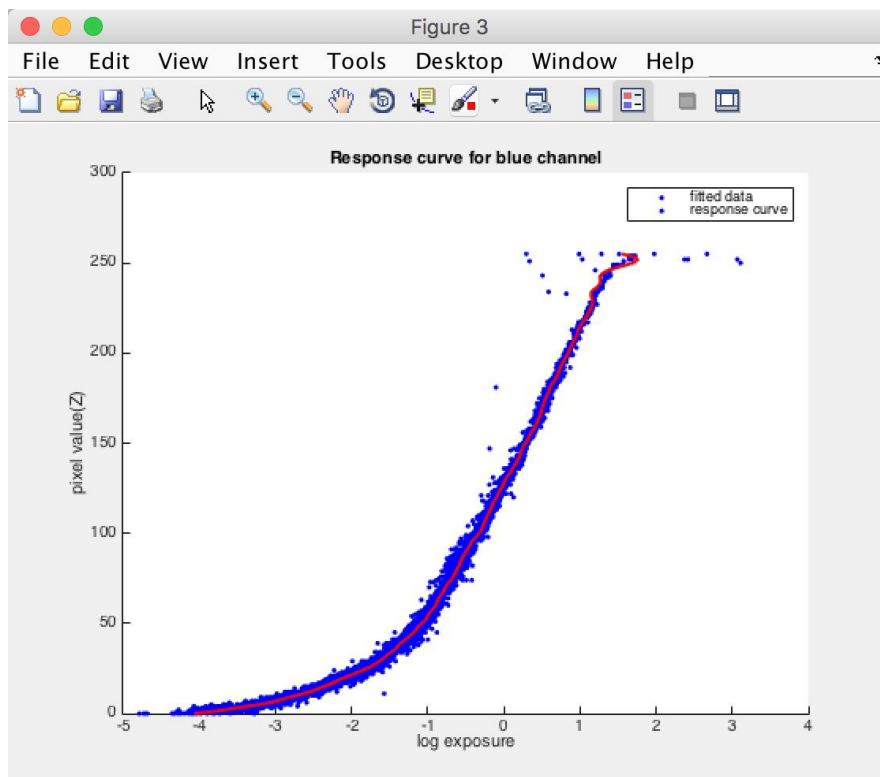 Figure 3
File Edit View Insert Tools Desktop Window Help
Response curve for blue channel
300
250
200
150
100
50
0
pixel value(Z)
fitted data
response curve
-5 -4 -3 -2 -1 0 1 2 3 4
log exposure